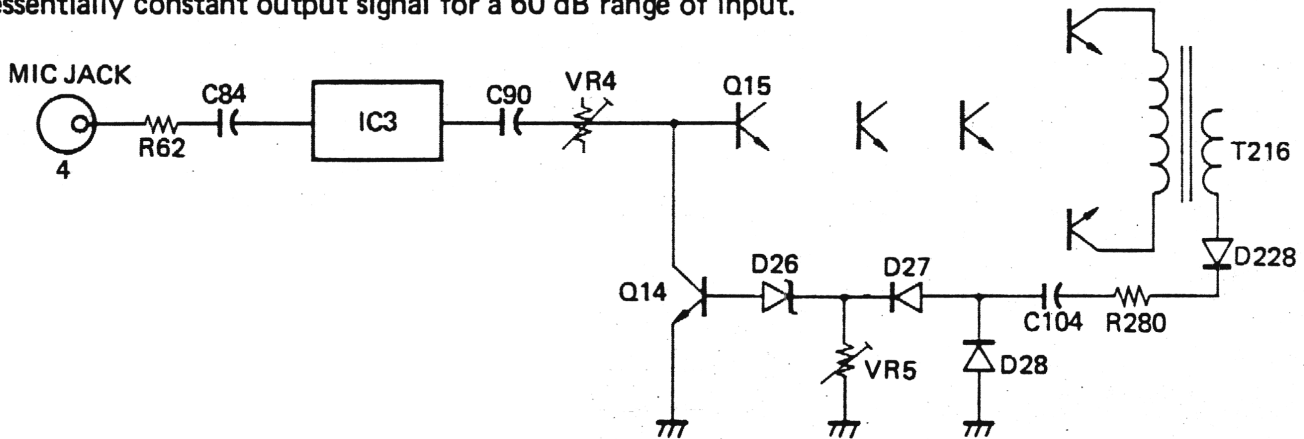 essentially constant output signal for a 60 dB range of input.
MIC JACK
4
R62
C84
IC3
C90
VR4
Q15
T216
D228
Q14
D26
D27
C104
R280
VR5
D28